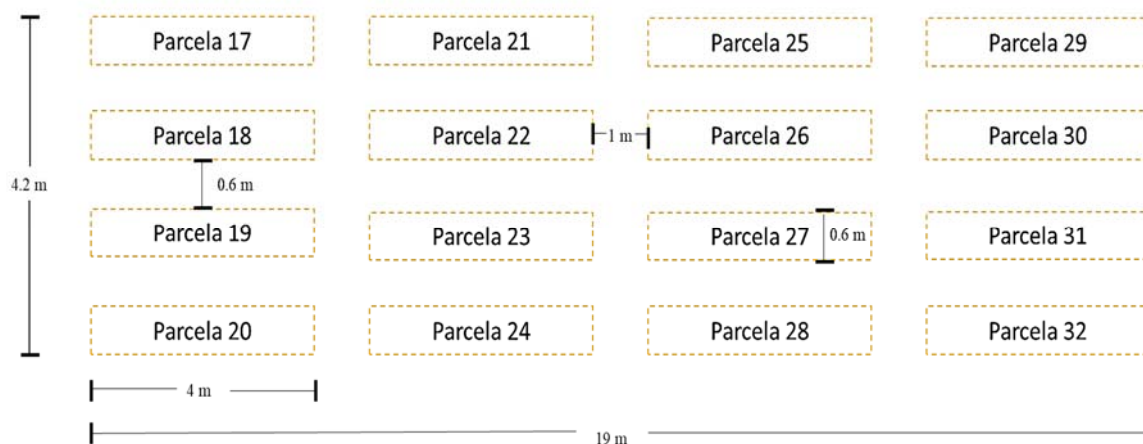 Parcela 17
Parcela 21
Parcela 25
Parcela 29
Parcela 18
Parcela 22
1 m
Parcela 26
Parcela 30
4.2 m
0.6 m
Parcela 19
Parcela 23
Parcela 27
0.6 m
Parcela 31
Parcela 20
Parcela 24
Parcela 28
Parcela 32
4 m
19 m